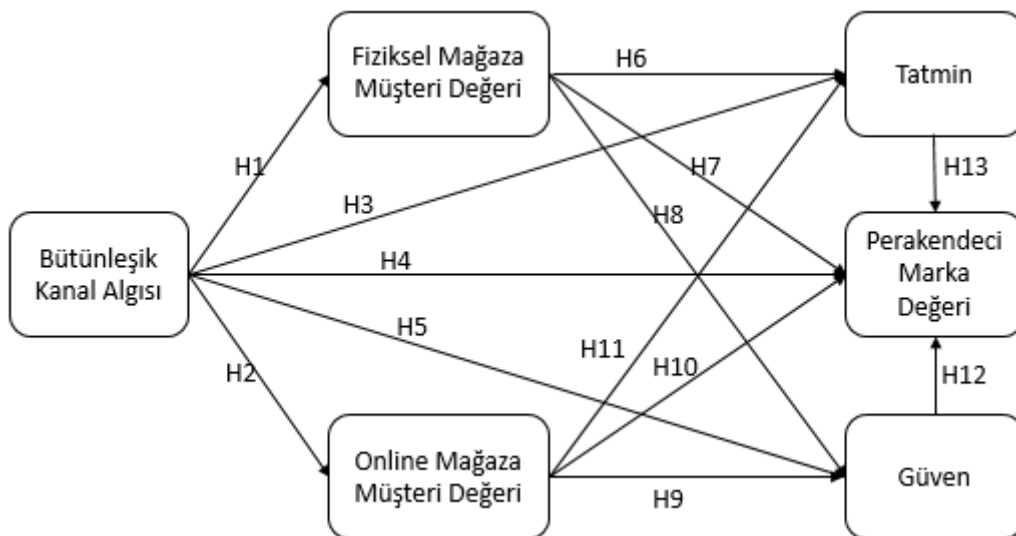 Fiziksel Mağaza
Müşteri Değeri
H6
Tatmin
H1
H7
H13
H3
H8
Bütünleşik
Kanal Algısı
H4
Perakendeci
Marka
Değeri
H5
H11
H10
H2
H12
Online Mağaza
Müşteri Değeri
H9
Güven